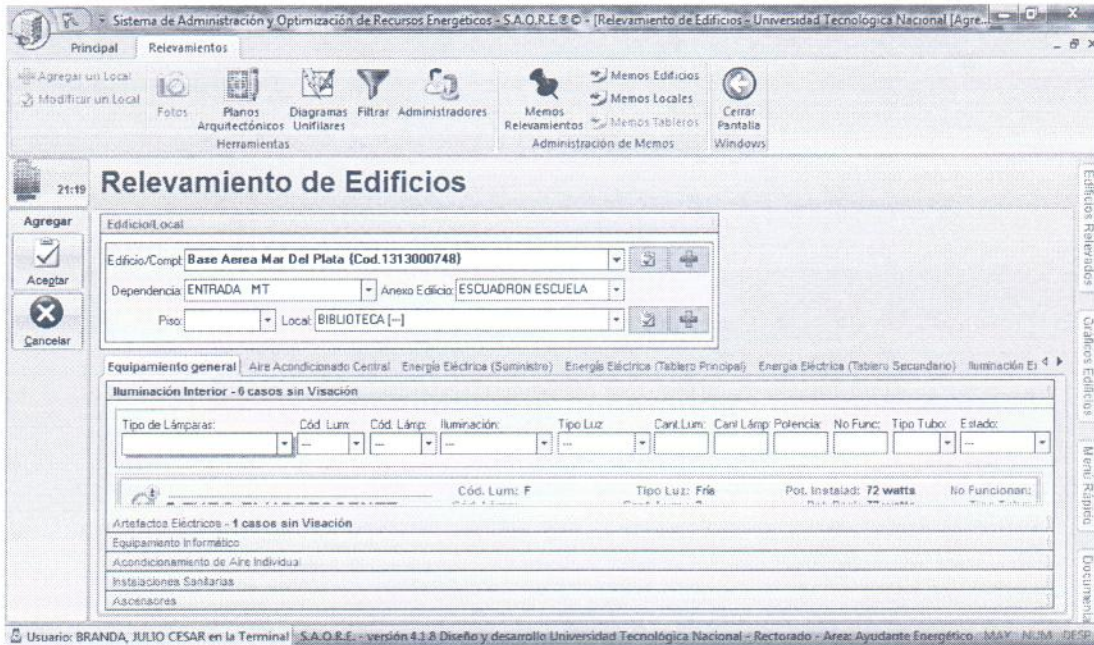 Sistema de Administración y Optimización de Recursos Energéticos - S.A.O.R.E.® © - [Relevamiento de Edificios - Universidad Tecnológica Nacional [Agre...
Principal Relevamientos
Agregar un Local
Modificar un Local
Fotos
Planos Arquitectónicos
Diagramas Unifilares
Filtrar
Administradores
Herramientas
Memos Relevamientos
Memos Edificios
Memos Locales
Memos Tableros
Administración de Memos
Cerrar Pantalla
Windows
21:19
Relevamiento de Edificios
Agregar
Aceptar
Cancelar
Edificio/Local
Edificio/Compl: Base Aerea Mar Del Plata (Cod.1313000748)
Dependencia: ENTRADA MT Anexo Edificio: ESCUADRON ESCUELA
Piso: Local: BIBLIOTECA [--]
Equipamiento general Aire Acondicionado Central Energía Eléctrica (Suministro) Energía Eléctrica (Tablero Principal) Energía Eléctrica (Tablero Secundario) Iluminación E
Iluminación Interior - 6 casos sin Visación
Tipo de Lámparas: Cód. Lum: Cód. Lámp: Iluminación: Tipo Luz Cant.Lum: Cant.Lámp: Potencia: No Func: Tipo Tubo: Estado:
--- --- --- --- --- ---
Cód. Lum: F Tipo Luz: Fría Pot. Instalad: 72 watts No Funcionan:
Artefactos Eléctricos - 1 casos sin Visación
Equipamiento Informático
Acondicionamiento de Aire Individual
Instalaciones Sanitarias
Ascensores
Edificios Relevados
Gráficos Edificios
Menú Rápido
Documenta
Usuario: BRANDA, JULIO CESAR en la Terminal S.A.O.R.E. - versión 4.1.8 Diseño y desarrollo Universidad Tecnológica Nacional - Rectorado - Area: Ayudante Energético MAY NUM DESP